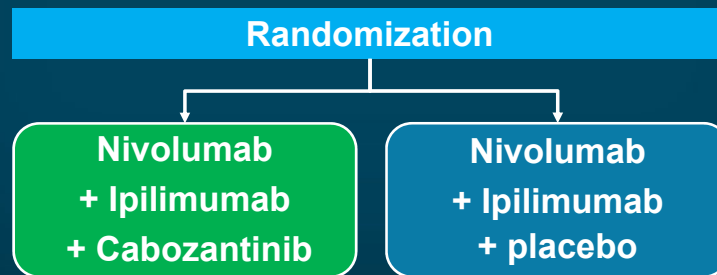 Randomization
Nivolumab
+ Ipilimumab
+ Cabozantinib
Nivolumab
+ Ipilimumab
+ placebo